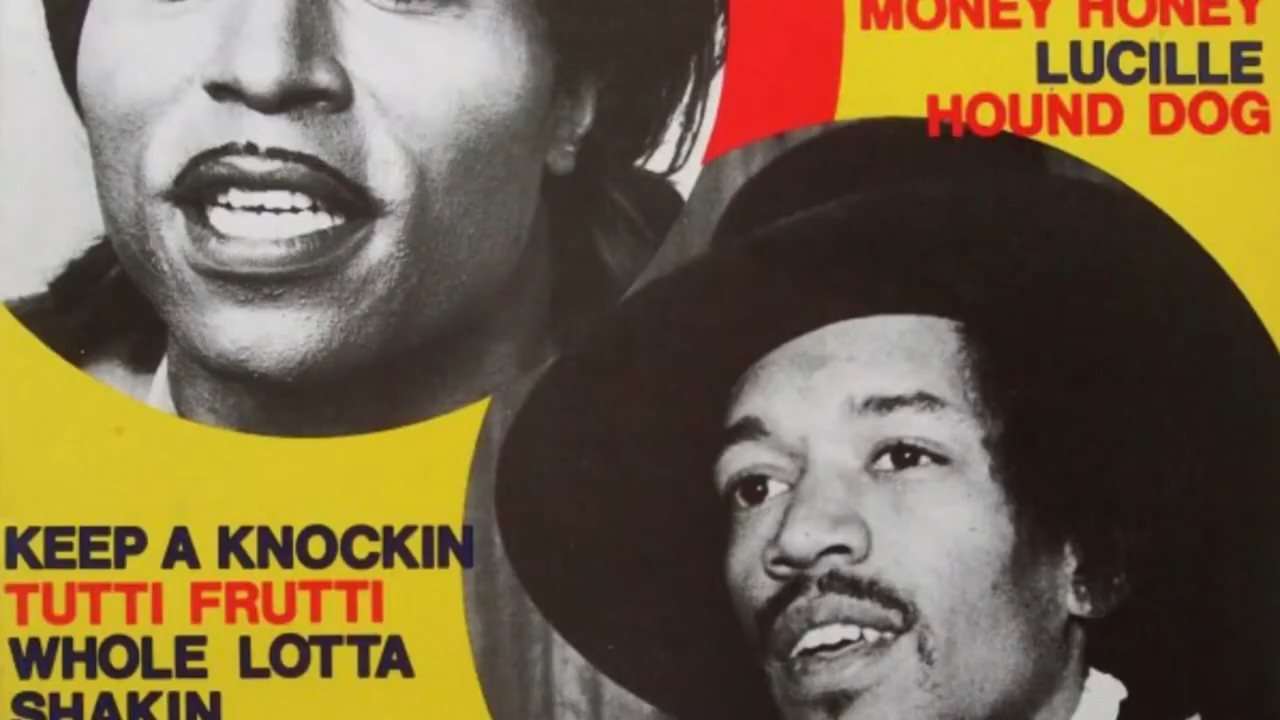 MONEY HONEY
LUCILLE
HOUND DOG
KEEP A KNOCKIN
TUTTI FRUTTI
WHOLE LOTTA
SHAKIN